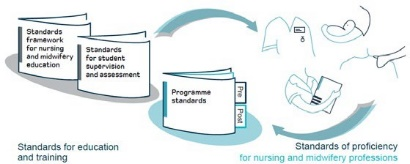 Standards
framework
for nursing
and midwifery
education
Standards
for student
supervision
and assessment
Programme
standards
Pre
Post
Standards for education
and training
Standards of proficiency
for nursing and midwifery professions